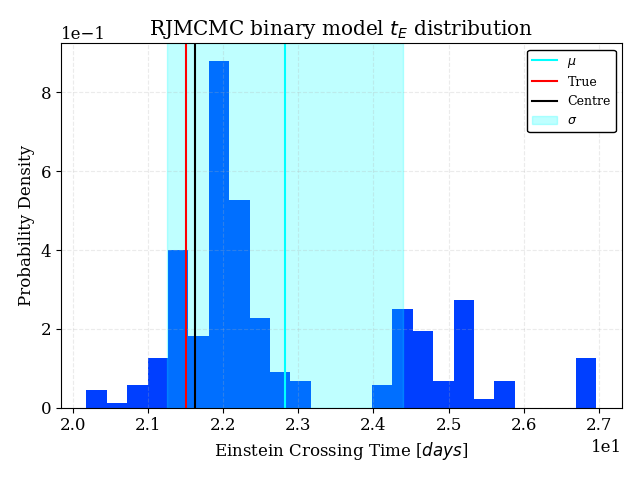 RJMCMC binary model t_E distribution
1e−1
μ
True
Centre
σ
Probability Density
8
6
4
2
0
2.0 2.1 2.2 2.3 2.4 2.5 2.6 2.7
1e1
Einstein Crossing Time [days]